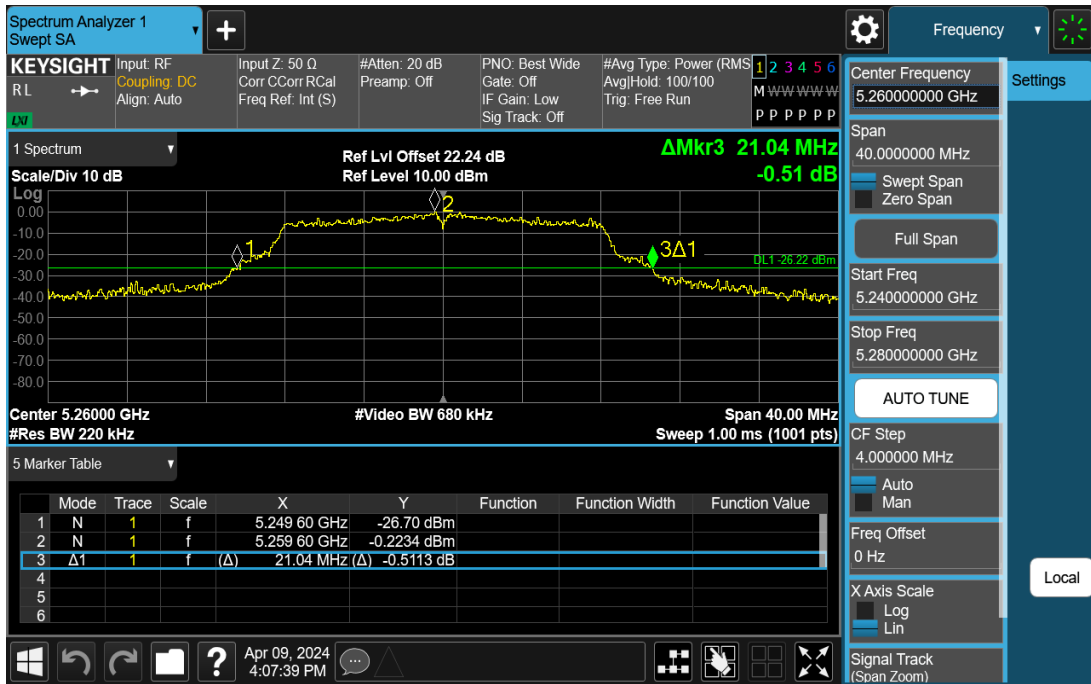 Spectrum Analyzer 1
Swept SA
Frequency
KEYSIGHT
RL
LXI
Input: RF
Coupling: DC
Align: Auto
Input Z: 50 Ω
Corr CCorr RCal
Freq Ref: Int (S)
#Atten: 20 dB
Preamp: Off
PNO: Best Wide
Gate: Off
IF Gain: Low
Sig Track: Off
#Avg Type: Power (RMS
Avg|Hold: 100/100
Trig: Free Run
1 2 3 4 5 6
M W W W W W
P P P P P P
1 Spectrum
Scale/Div 10 dB
Ref Lvl Offset 22.24 dB
Ref Level 10.00 dBm
ΔMkr3 21.04 MHz
-0.51 dB
Log
0.00
-10.0
-20.0
-30.0
-40.0
-50.0
-60.0
-70.0
-80.0
1
2
3Δ1
DL1 -26.22 dBm
Center 5.26000 GHz
#Res BW 220 kHz
#Video BW 680 kHz
Span 40.00 MHz
Sweep 1.00 ms (1001 pts)
5 Marker Table
Mode Trace Scale X Y Function Function Width Function Value
1 N 1 f 5.249 60 GHz -26.70 dBm
2 N 1 f 5.259 60 GHz -0.2234 dBm
3 Δ1 1 f (Δ) 21.04 MHz (Δ) -0.5113 dB
4
5
6
Apr 09, 2024
4:07:39 PM
?
Center Frequency
5.260000000 GHz
Span
40.0000000 MHz
Swept Span
Zero Span
Full Span
Start Freq
5.240000000 GHz
Stop Freq
5.280000000 GHz
AUTO TUNE
CF Step
4.000000 MHz
Auto
Man
Freq Offset
0 Hz
X Axis Scale
Log
Lin
Signal Track
(Span Zoom)
Settings
Local